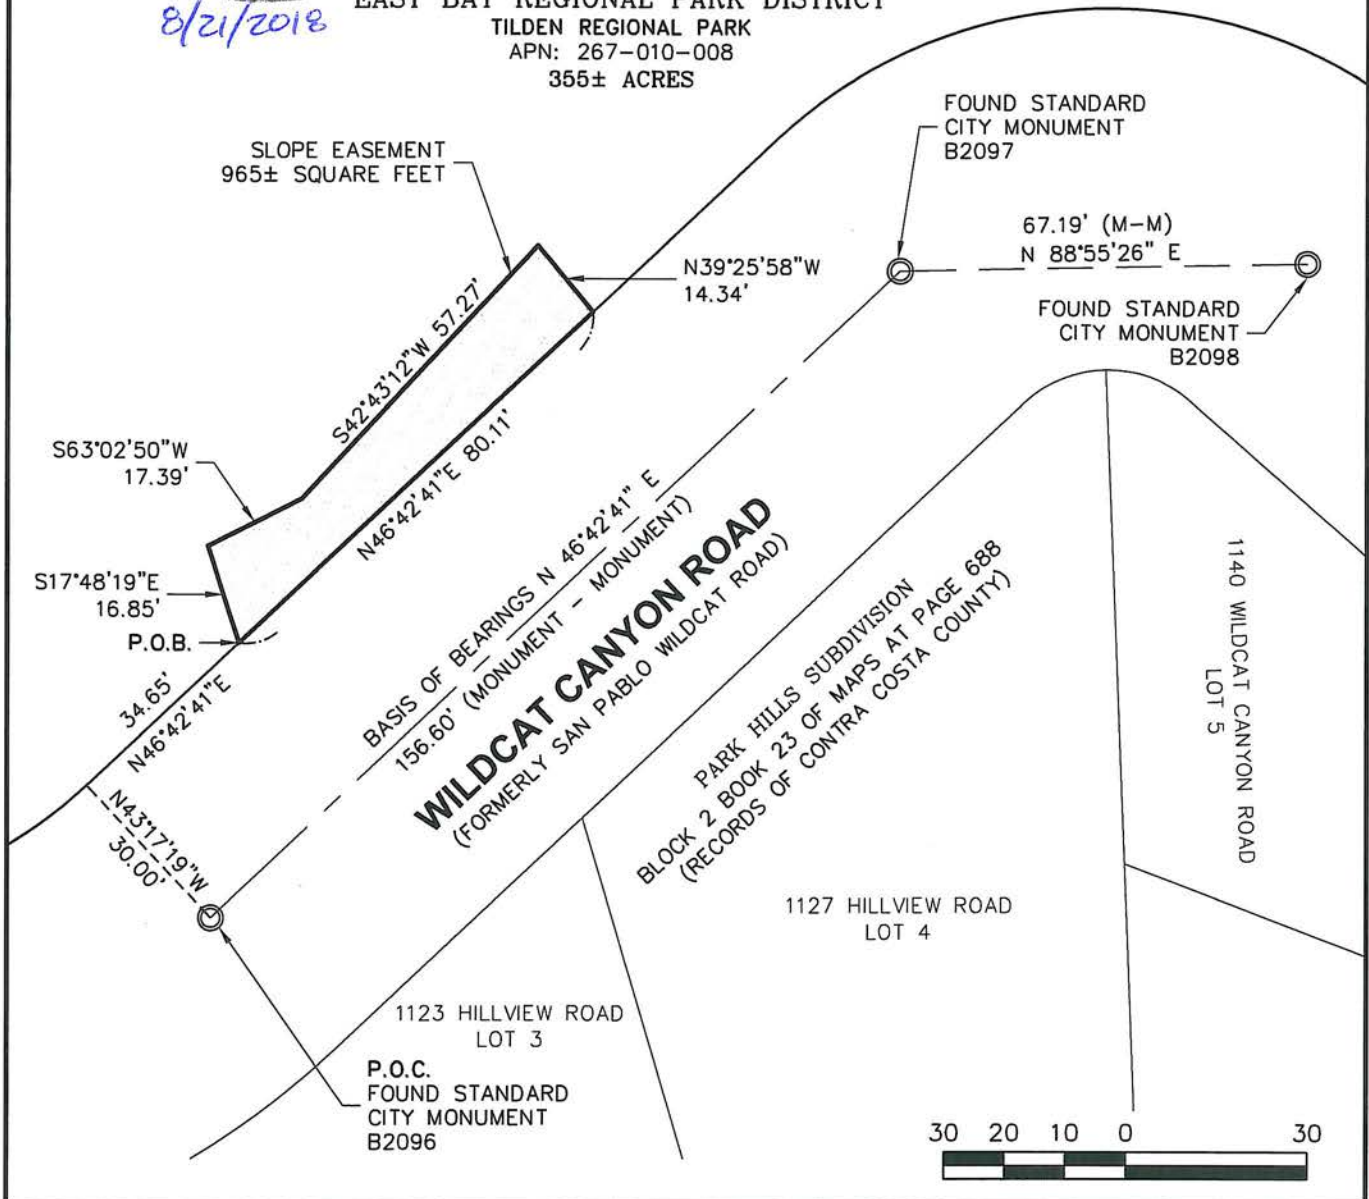 EAST BAY REGIONAL PARK DISTRICT
8/21/2018
TILDEN REGIONAL PARK
APN: 267-010-008
355± ACRES
FOUND STANDARD
CITY MONUMENT
B2097
SLOPE EASEMENT
965± SQUARE FEET
67.19' (M-M)
N 88°55'26" E
N39°25'58"W
14.34'
FOUND STANDARD
CITY MONUMENT
B2098
S42°43'12"W 57.27'
S63°02'50"W
17.39'
N46°42'41"E 80.11'
S17°48'19"E
16.85'
P.O.B.
34.65'
N46°42'41"E
BASIS OF BEARINGS N 46°42'41" E
156.60' (MONUMENT - MONUMENT)
WILDCAT CANYON ROAD
(FORMERLY SAN PABLO WILDCAT ROAD)
PARK HILLS SUBDIVISION
BLOCK 2 BOOK 23 OF MAPS AT PAGE 688
(RECORDS OF CONTRA COSTA COUNTY)
1140 WILDCAT CANYON ROAD
LOT 5
N43°17'19"W
30.00'
1127 HILLVIEW ROAD
LOT 4
1123 HILLVIEW ROAD
LOT 3
P.O.C.
FOUND STANDARD
CITY MONUMENT
B2096
30 20 10 0 30